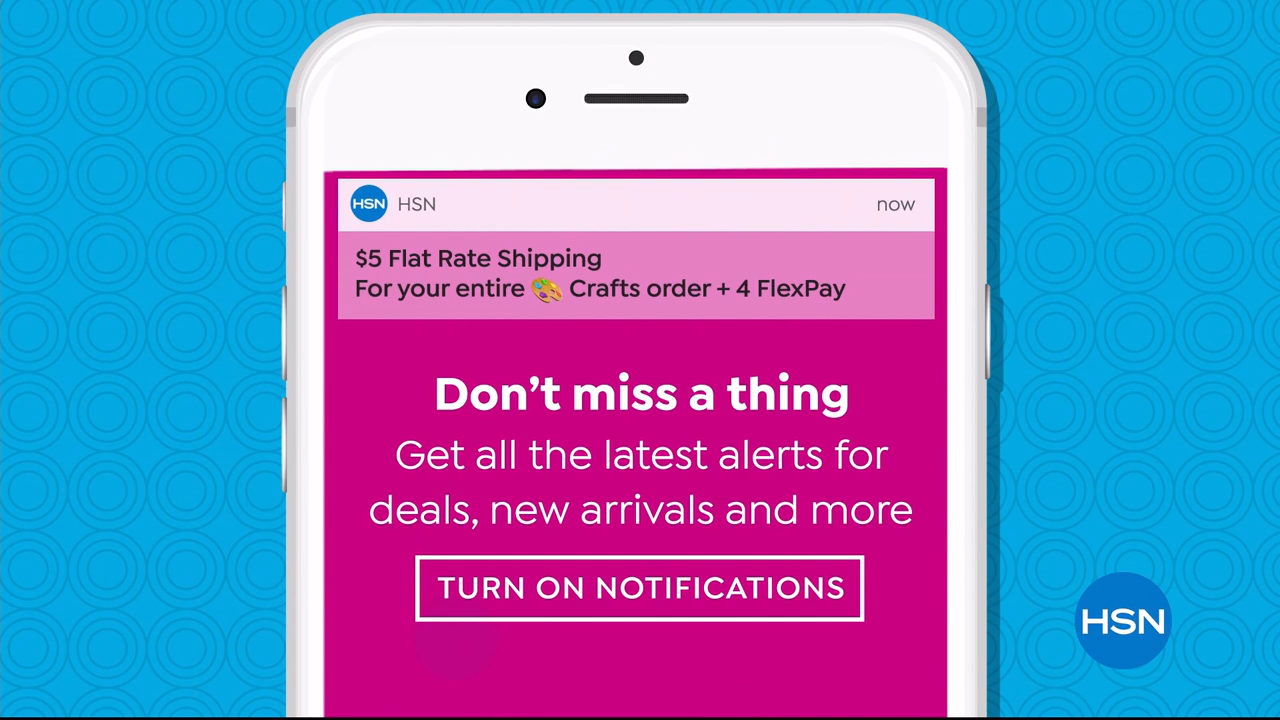 HSN HSN now
$5 Flat Rate Shipping
For your entire 🎨 Crafts order + 4 FlexPay
Don't miss a thing
Get all the latest alerts for
deals, new arrivals and more
TURN ON NOTIFICATIONS
HSN